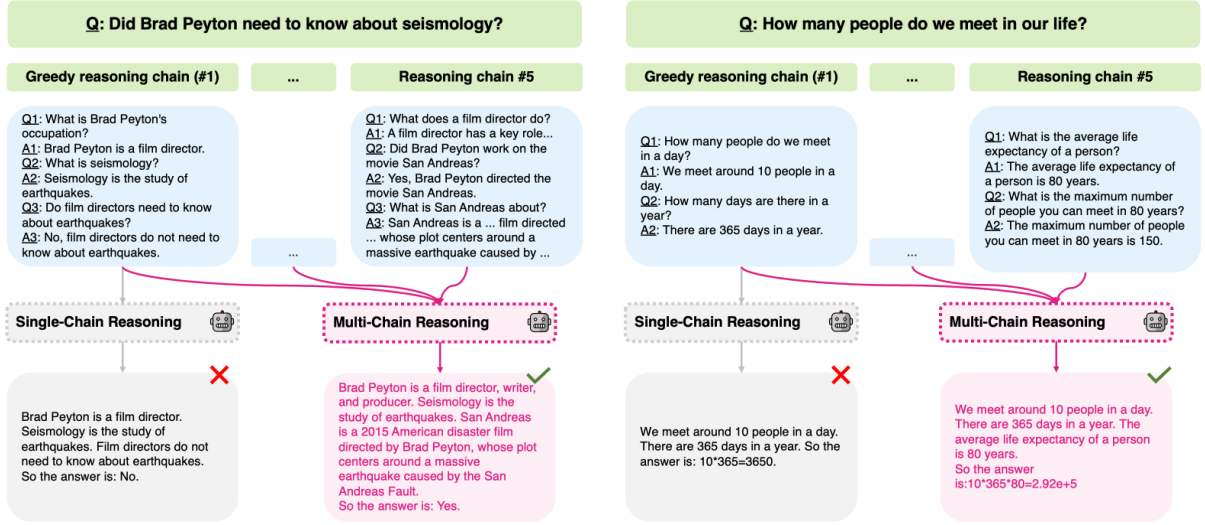 Q: Did Brad Peyton need to know about seismology?
Greedy reasoning chain (#1)
...
Reasoning chain #5
Q1: What is Brad Peyton's
occupation?
A1: Brad Peyton is a film director.
Q2: What is seismology?
A2: Seismology is the study of
earthquakes.
Q3: Do film directors need to know
about earthquakes?
A3: No, film directors do not need to
know about earthquakes.
...
Q1: What does a film director do?
A1: A film director has a key role...
Q2: Did Brad Peyton work on the
movie San Andreas?
A2: Yes, Brad Peyton directed the
movie San Andreas.
Q3: What is San Andreas about?
A3: San Andreas is a ... film directed
... whose plot centers around a
massive earthquake caused by ...
Single-Chain Reasoning
Multi-Chain Reasoning
Brad Peyton is a film director.
Seismology is the study of
earthquakes. Film directors do not
need to know about earthquakes.
So the answer is: No.
Brad Peyton is a film director, writer,
and producer. Seismology is the
study of earthquakes. San Andreas
is a 2015 American disaster film
directed by Brad Peyton, whose plot
centers around a massive
earthquake caused by the San
Andreas Fault.
So the answer is: Yes.
Q: How many people do we meet in our life?
Greedy reasoning chain (#1)
...
Reasoning chain #5
Q1: How many people do we meet
in a day?
A1: We meet around 10 people in a
day.
Q2: How many days are there in a
year?
A2: There are 365 days in a year.
...
Q1: What is the average life
expectancy of a person?
A1: The average life expectancy of
a person is 80 years.
Q2: What is the maximum number
of people you can meet in 80 years?
A2: The maximum number of people
you can meet in 80 years is 150.
Single-Chain Reasoning
Multi-Chain Reasoning
We meet around 10 people in a day.
There are 365 days in a year. So the
answer is: 10*365=3650.
We meet around 10 people in a day.
There are 365 days in a year. The
average life expectancy of a person
is 80 years.
So the answer
is:10*365*80=2.92e+5